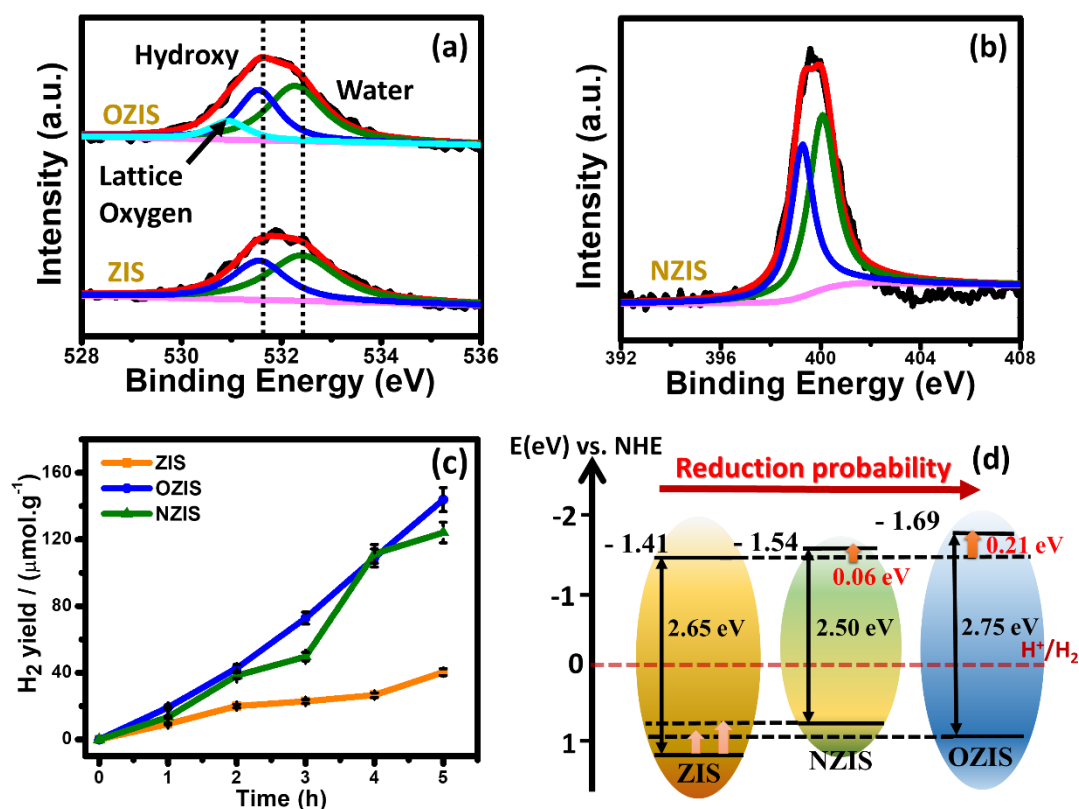 (a)
Hydroxy
Water
OZIS
Lattice
Oxygen
ZIS
Intensity (a.u.)
528 530 532 534 536
Binding Energy (eV)
(b)
NZIS
Intensity (a.u.)
392 396 400 404 408
Binding Energy (eV)
(c)
ZIS
OZIS
NZIS
H₂ yield / (μmol.g⁻¹)
160
120
80
40
0
0 1 2 3 4 5
Time (h)
E(eV) vs. NHE
(d)
Reduction probability
-2
-1
0
1
- 1.41
- 1.54
- 1.69
0.06 eV
0.21 eV
2.65 eV
2.50 eV
2.75 eV
H⁺/H₂
ZIS
NZIS
OZIS